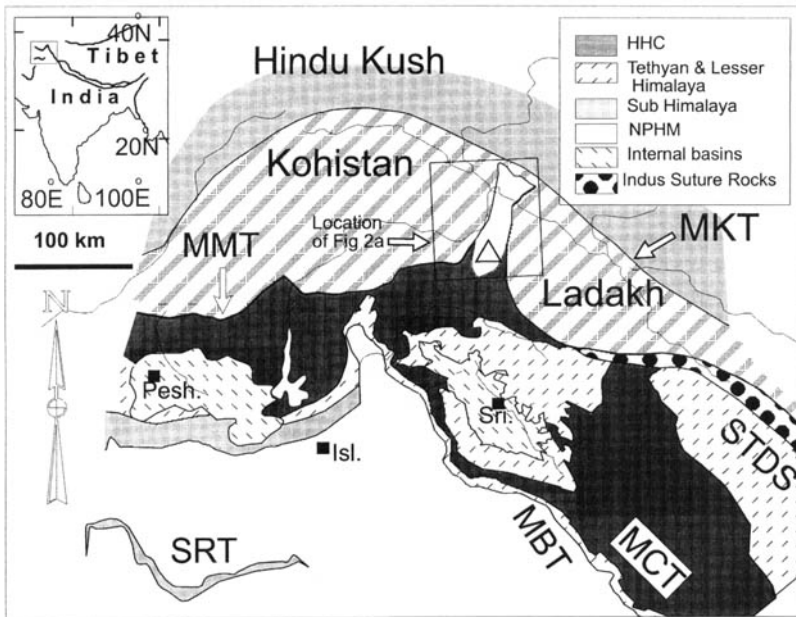 40N
Tibet
India
20N
80E 100E
100 km
N
Hindu Kush
Kohistan
Location
of Fig 2a
MMT
MKT
Ladakh
Pesh.
Sri.
Isl.
STDS
SRT
MBT
MCT
HHC
Tethyan & Lesser
Himalaya
Sub Himalaya
NPHM
Internal basins
Indus Suture Rocks